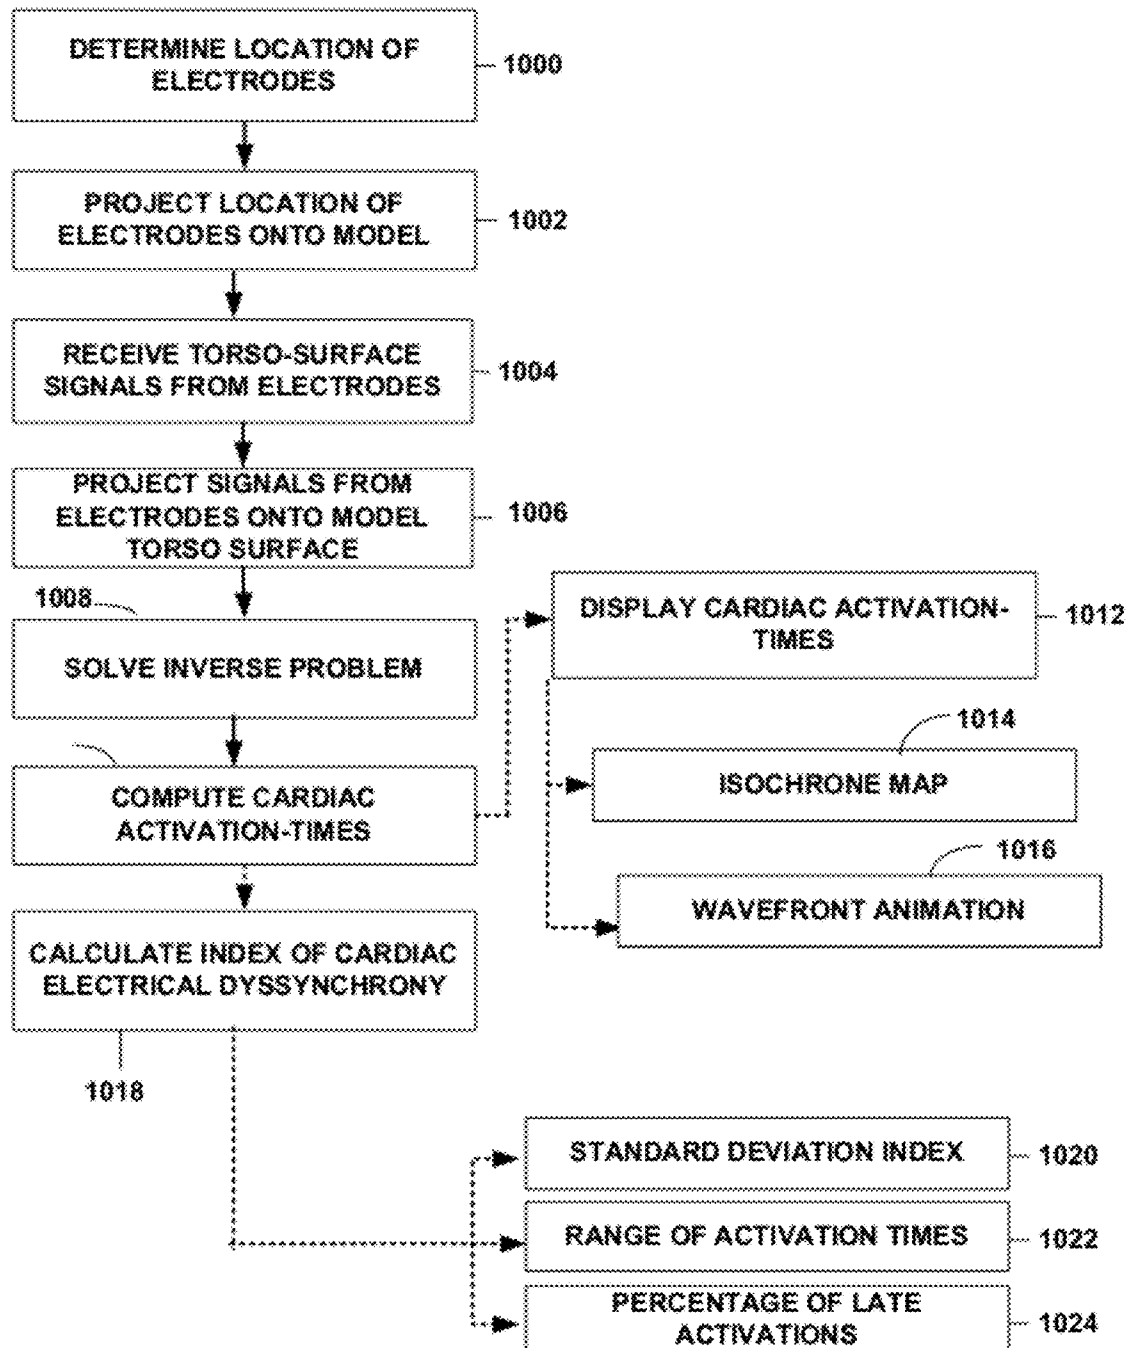 DETERMINE LOCATION OF
ELECTRODES
1000
PROJECT LOCATION OF
ELECTRODES ONTO MODEL
1002
RECEIVE TORSO-SURFACE
SIGNALS FROM ELECTRODES
1004
PROJECT SIGNALS FROM
ELECTRODES ONTO MODEL
TORSO SURFACE
1006
1008
SOLVE INVERSE PROBLEM
COMPUTE CARDIAC
ACTIVATION-TIMES
DISPLAY CARDIAC ACTIVATION-
TIMES
1012
1014
ISOCHRONE MAP
1016
WAVEFRONT ANIMATION
CALCULATE INDEX OF CARDIAC
ELECTRICAL DYSSYNCHRONY
1018
STANDARD DEVIATION INDEX
1020
RANGE OF ACTIVATION TIMES
1022
PERCENTAGE OF LATE
ACTIVATIONS
1024